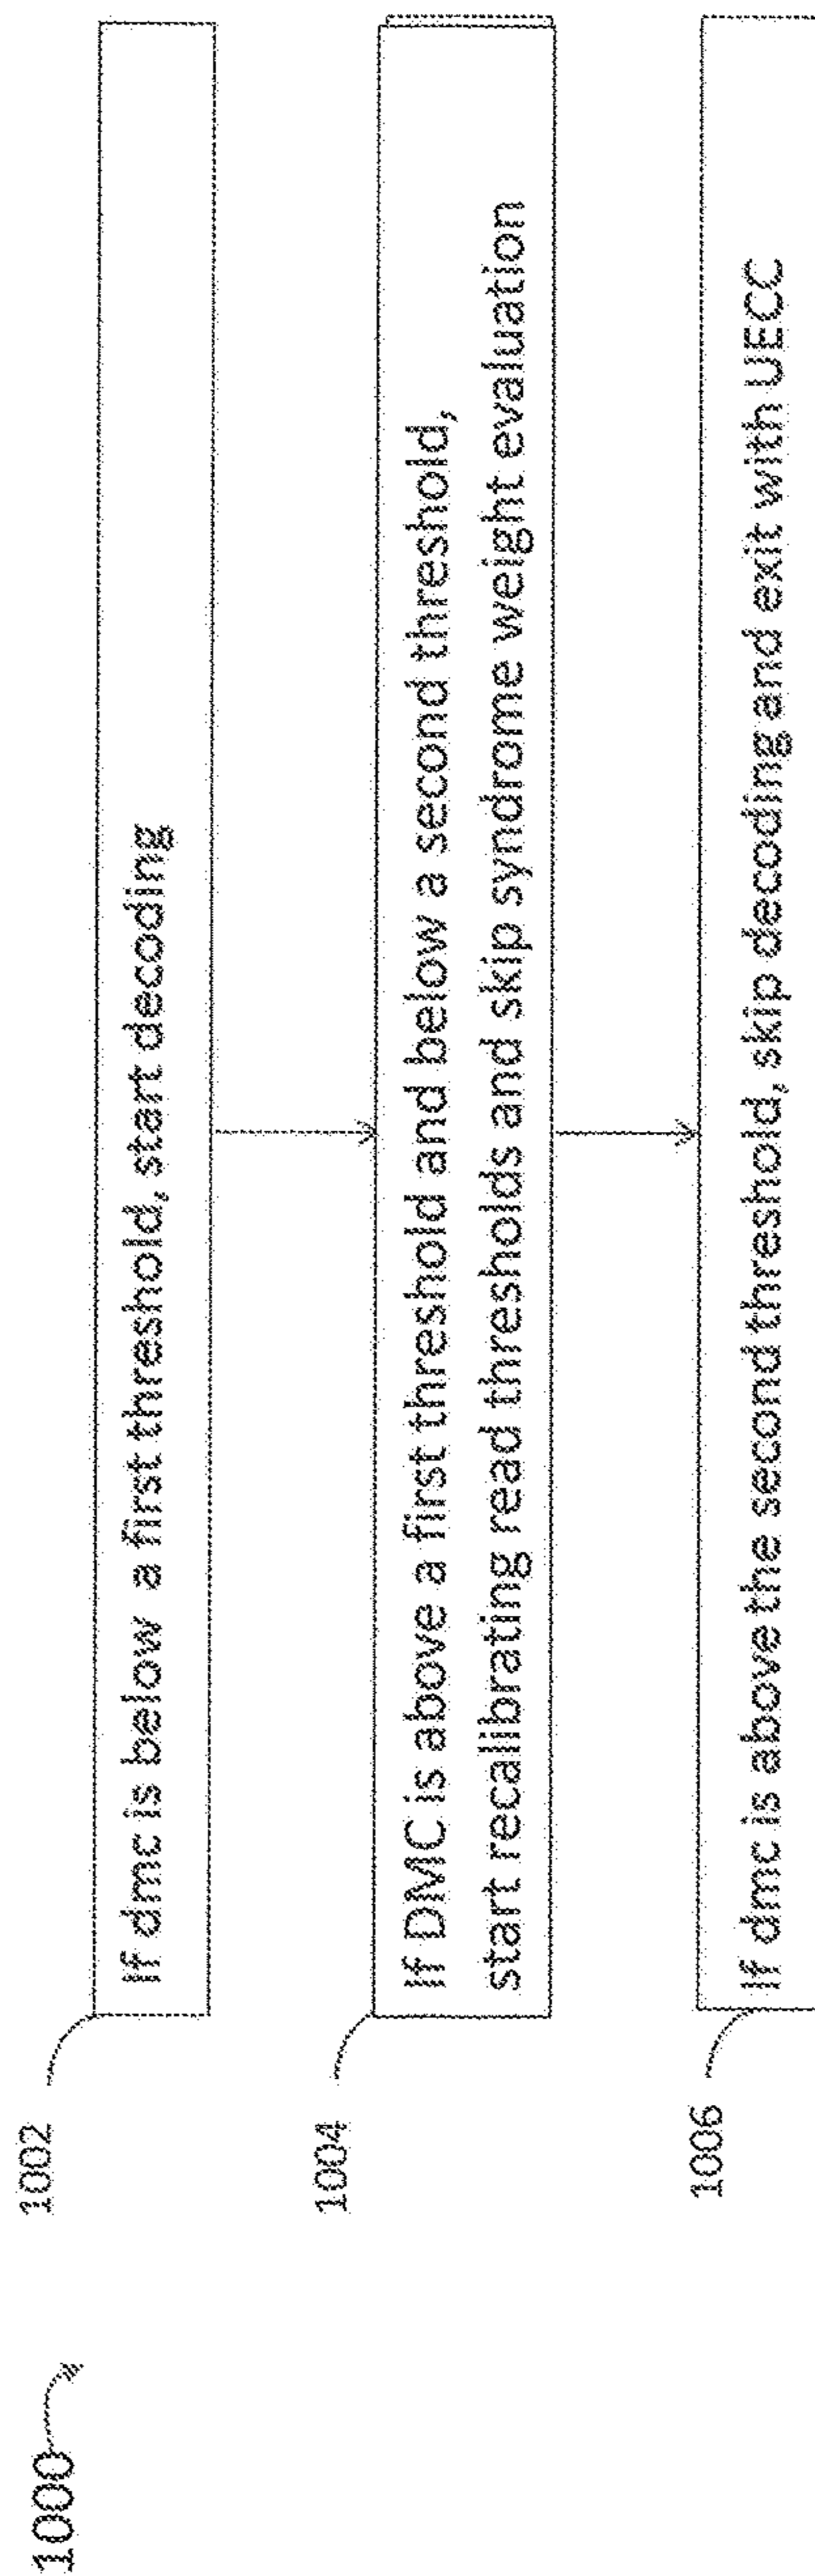 1000
1002
If dmc is below a first threshold, start decoding
1004
If DMC is above a first threshold and below a second threshold,
start recalibrating read thresholds and skip syndrome weight evaluation
1006
If dmc is above the second threshold, skip decoding and exit with UECC